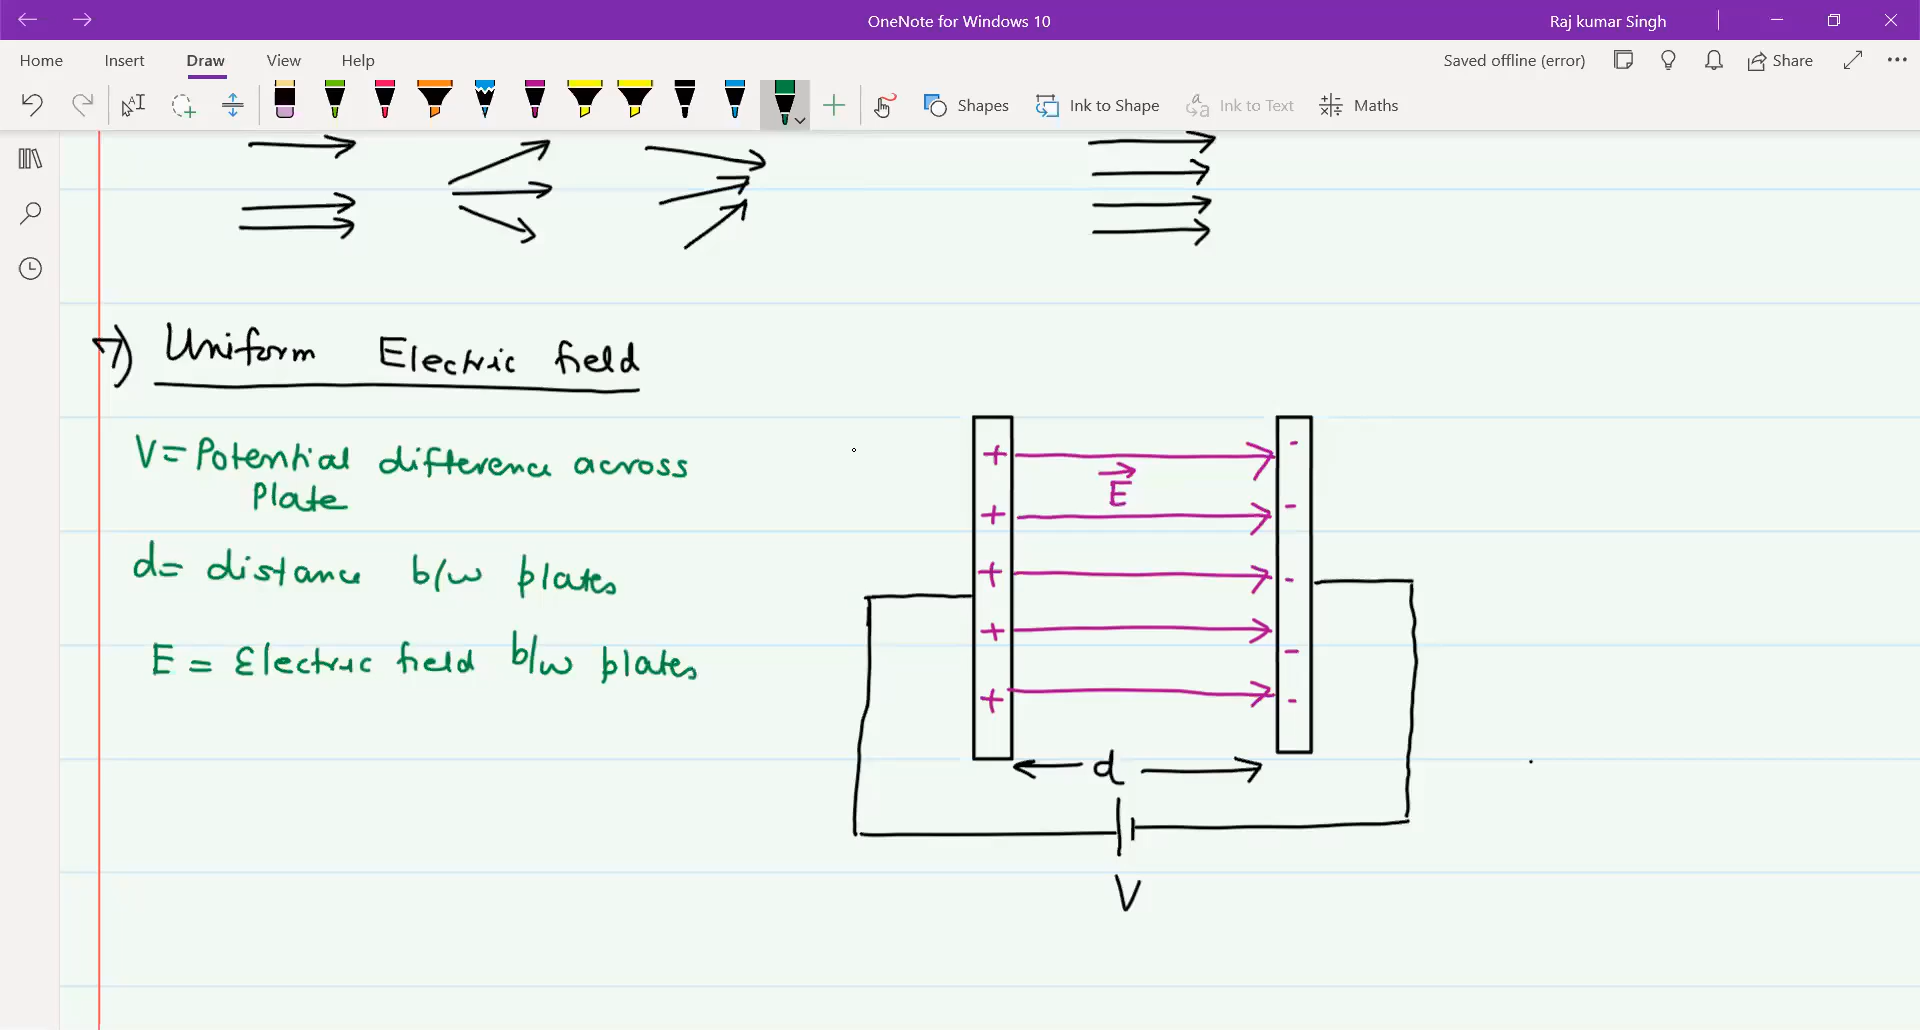 OneNote for Windows 10
Raj kumar Singh
Home Insert Draw View Help
Saved offline (error)
Share
Shapes
Ink to Shape
Ink to Text
Maths
7) Uniform Electric field
V = Potential difference across
Plate
d = distance b/w plates
E = Electric field b/w plates
+ -
E
+ -
+ -
+ -
+ -
d
V